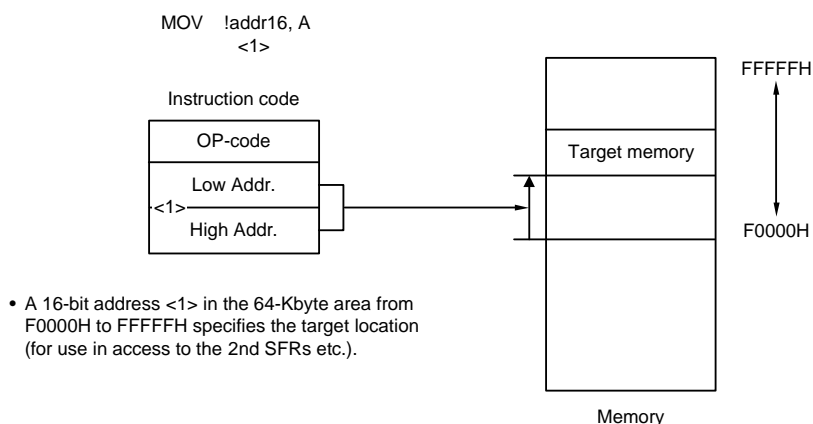 MOV !addr16, A
<1>
Instruction code
OP-code
Low Addr.
<1>
High Addr.
FFFFFH
Target memory
F0000H
• A 16-bit address <1> in the 64-Kbyte area from
F0000H to FFFFFH specifies the target location
(for use in access to the 2nd SFRs etc.).
Memory